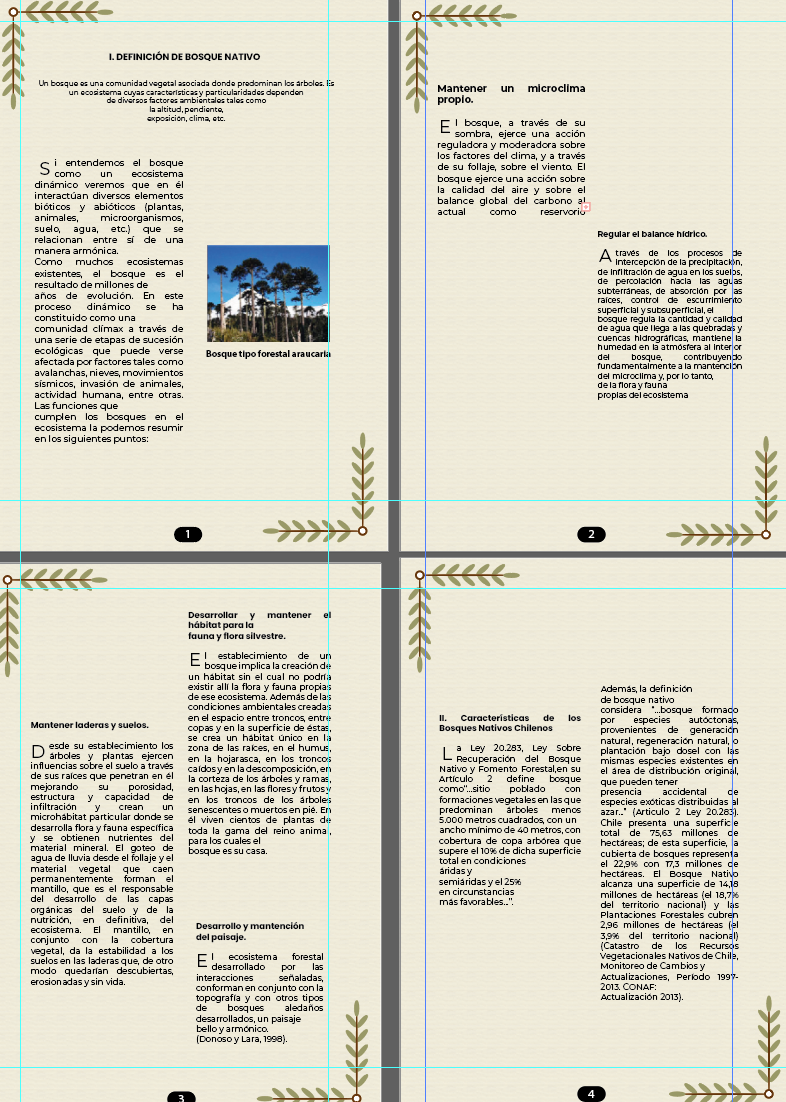 I. DEFINICIÓN DE BOSQUE NATIVO
Un bosque es una comunidad vegetal asociada donde predominan los árboles. Es
un ecosistema cuyas características y particularidades dependen
de diversos factores ambientales tales como
la altitud, pendiente,
exposición, clima, etc.
Si entendemos el bosque
como un ecosistema
dinámico veremos que en él
interactúan diversos elementos
bióticos y abióticos (plantas,
animales, microorganismos,
suelo, agua, etc.) que se
relacionan entre sí de una
manera armónica.
Como muchos ecosistemas
existentes, el bosque es el
resultado de millones de
años de evolución. En este
proceso dinámico se ha
constituido como una
comunidad clímax a través de
una serie de etapas de sucesión
ecológicas que puede verse
afectada por factores tales como
avalanchas, nieves, movimientos
sísmicos, invasión de animales,
actividad humana, entre otras.
Las funciones que
cumplen los bosques en el
ecosistema la podemos resumir
en los siguientes puntos:
Bosque tipo forestal araucaria
1
Mantener un microclima
propio.
El bosque, a través de su
sombra, ejerce una acción
reguladora y moderadora sobre
los factores del clima, y a través
de su follaje, sobre el viento. El
bosque ejerce una acción sobre
la calidad del aire y sobre el
balance global del carbono al
actual como reservorio
Regular el balance hídrico.
A través de los procesos de
intercepción de la precipitación,
de infiltración de agua en los suelos,
de percolación hacia las aguas
subterráneas, de absorción por las
raíces, control de escurrimiento
superficial y subsuperficial, el
bosque regula la cantidad y calidad
de agua que llega a las quebradas y
cuencas hidrográficas, mantiene la
humedad en la atmósfera al interior
del bosque, contribuyendo
fundamentalmente a la mantención
del microclima y, por lo tanto,
de la flora y fauna
propias del ecosistema
2
Mantener laderas y suelos.
Desde su establecimiento los
árboles y plantas ejercen
influencias sobre el suelo a través
de sus raíces que penetran en él
mejorando su porosidad,
estructura y capacidad de
infiltración y crean un
microhábitat particular donde se
desarrolla flora y fauna específica
y se obtienen nutrientes del
material mineral. El goteo de
agua de lluvia desde el follaje y el
material vegetal que caen
permanentemente forman el
mantillo, que es el responsable
del desarrollo de las capas
orgánicas del suelo y de la
nutrición, en definitiva, del
ecosistema. El mantillo, en
conjunto con la cobertura
vegetal, da la estabilidad a los
suelos en las laderas que, de otro
modo quedarían descubiertas,
erosionadas y sin vida.
Desarrollar y mantener el
hábitat para la
fauna y flora silvestre.
El establecimiento de un
bosque implica la creación de
un hábitat sin el cual no podría
existir allí la flora y fauna propias
de ese ecosistema. Además de las
condiciones ambientales creadas
en el espacio entre troncos, entre
copas y en la superficie de éstas,
se crea un hábitat único en la
zona de las raíces, en el humus,
en la hojarasca, en los troncos
caídos y en la descomposición, en
la corteza de los árboles y ramas,
en las hojas, en las flores y frutos y
en los troncos de los árboles
senescentes o muertos en pié. En
él viven cientos de plantas de
toda la gama del reino animal,
para los cuales el
bosque es su casa.
Desarrollo y mantención
del paisaje.
El ecosistema forestal
desarrollado por las
interacciones señaladas,
conforman en conjunto con la
topografía y con otros tipos
de bosques aledaños
desarrollados, un paisaje
bello y armónico.
(Donoso y Lara, 1998).
3
II. Características de los
Bosques Nativos Chilenos
La Ley 20.283, Ley Sobre
Recuperación del Bosque
Nativo y Fomento Forestal,en su
Artículo 2 define bosque
como"...sitio poblado con
formaciones vegetales en las que
predominan árboles menos
5.000 metros cuadrados, con un
ancho mínimo de 40 metros, con
cobertura de copa arbórea que
supere el 10% de dicha superficie
total en condiciones
áridas y
semiáridas y el 25%
en circunstancias
más favorables...".
Además, la definición
de bosque nativo
considera "...bosque formado
por especies autóctonas,
provenientes de generación
natural, regeneración natural, o
plantación bajo dosel con las
mismas especies existentes en
el área de distribución original,
que pueden tener
presencia accidental de
especies exóticas distribuidas al
azar..." (Articulo 2 Ley 20.283).
Chile presenta una superficie
total de 75,63 millones de
hectáreas; de esta superficie, la
cubierta de bosques representa
el 22,9% con 17,3 millones de
hectáreas. El Bosque Nativo
alcanza una superficie de 14,18
millones de hectáreas (el 18,7%
del territorio nacional) y las
Plantaciones Forestales cubren
2,96 millones de hectáreas (el
3,9% del territorio nacional)
(Catastro de los Recursos
Vegetacionales Nativos de Chile,
Monitoreo de Cambios y
Actualizaciones, Período 1997-
2013. CONAF:
Actualización 2013).
4